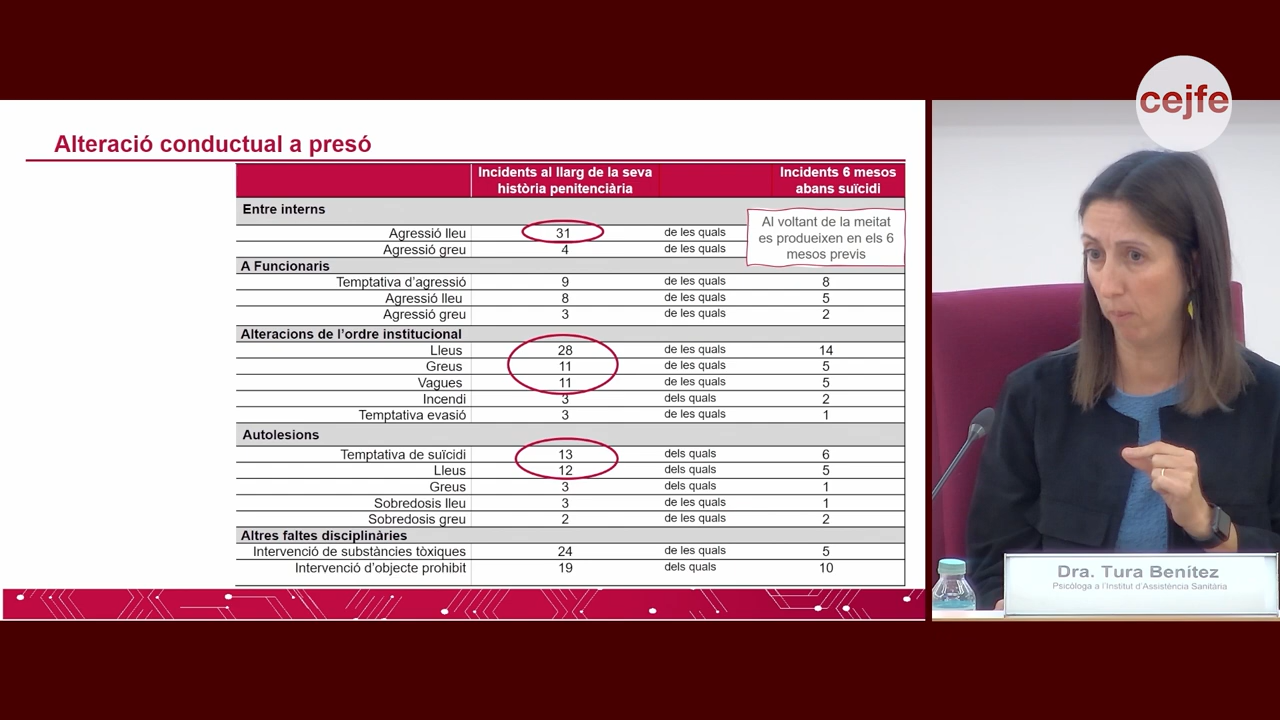 cejfe
Alteració conductual a presó
Incidents al llarg de la seva història penitenciària
Incidents 6 mesos abans suïcidi
Entre interns
Al voltant de la meitat es produeixen en els 6 mesos previs
Agressió lleu 31 de les quals
Agressió greu 4 de les quals
A Funcionaris
Temptativa d'agressió 9 de les quals 8
Agressió lleu 8 de les quals 5
Agressió greu 3 de les quals 2
Alteracions de l'ordre institucional
Lleus 28 de les quals 14
Greus 11 de les quals 5
Vagues 11 de les quals 5
Incendi 3 dels quals 2
Temptativa evasió 3 de les quals 1
Autolesions
Temptativa de suïcidi 13 dels quals 6
Lleus 12 dels quals 5
Greus 3 dels quals 1
Sobredosis lleu 3 de les quals 1
Sobredosis greu 2 de les quals 2
Altres faltes disciplinàries
Intervenció de substàncies tòxiques 24 de les quals 5
Intervenció d'objecte prohibit 19 dels quals 10
Dra. Tura Benítez
Psicòloga a l'Institut d'Assistència Sanitària